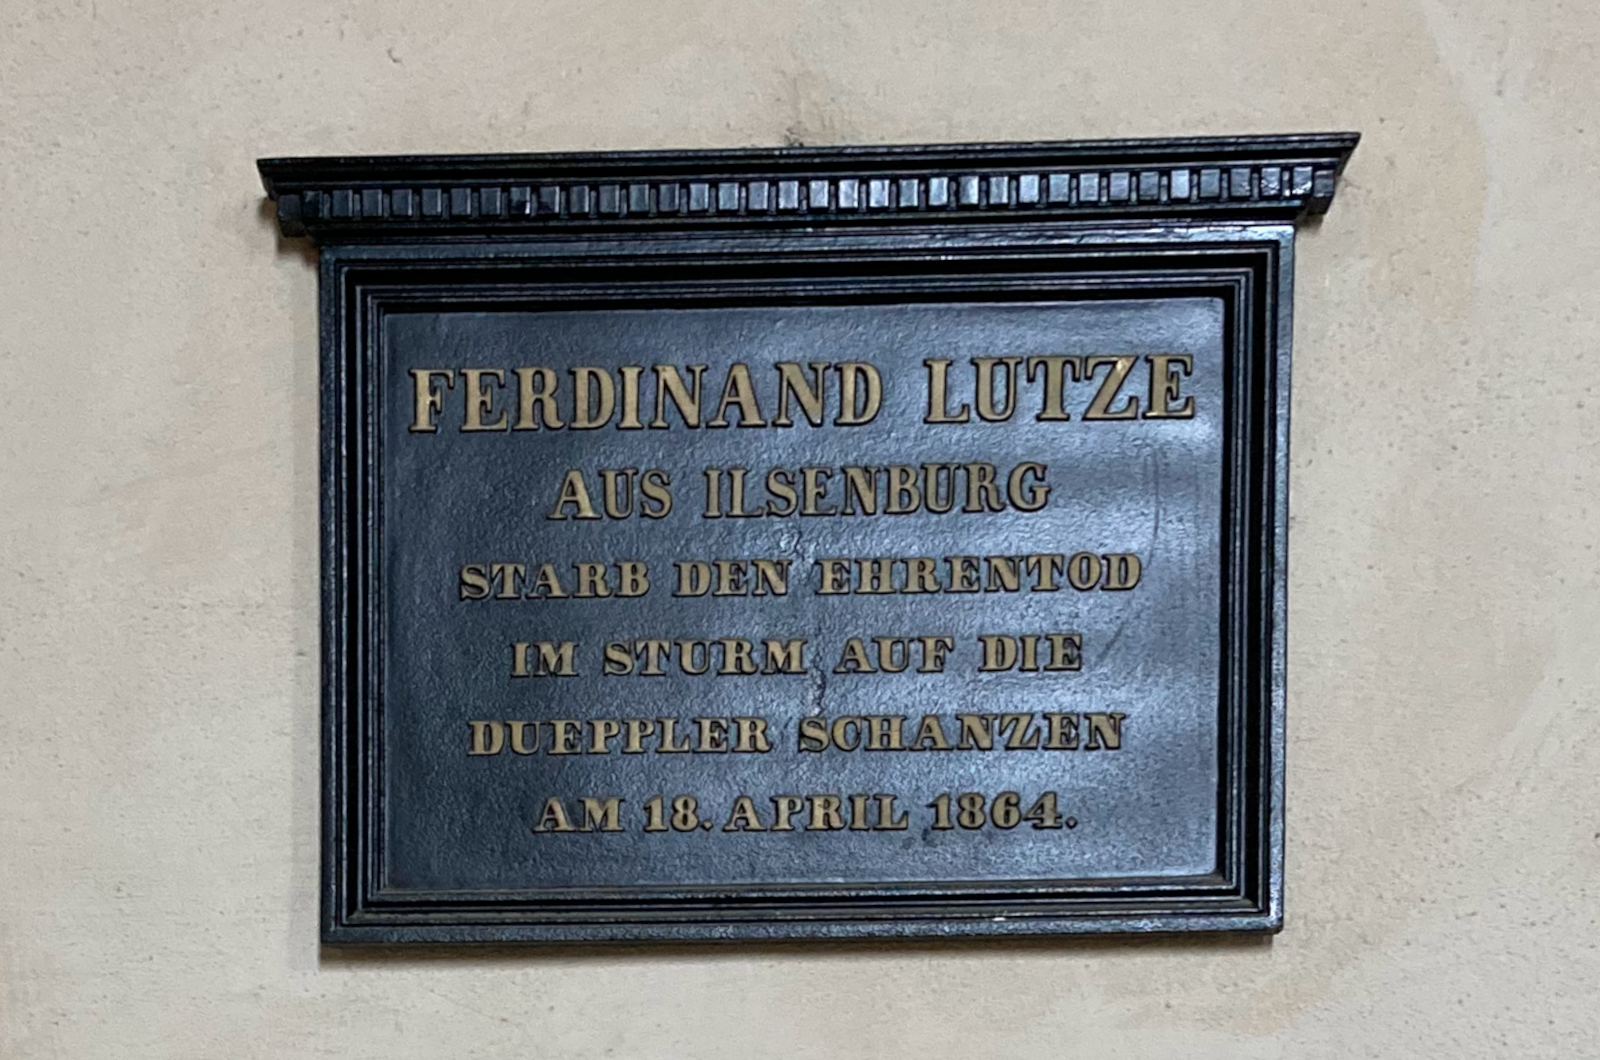 FERDINAND LUTZE
AUS ILSENBURG
STARB DEN EHRENTOD
IM STURM AUF DIE
DUEPPLER SCHANZEN
AM 18. APRIL 1864.